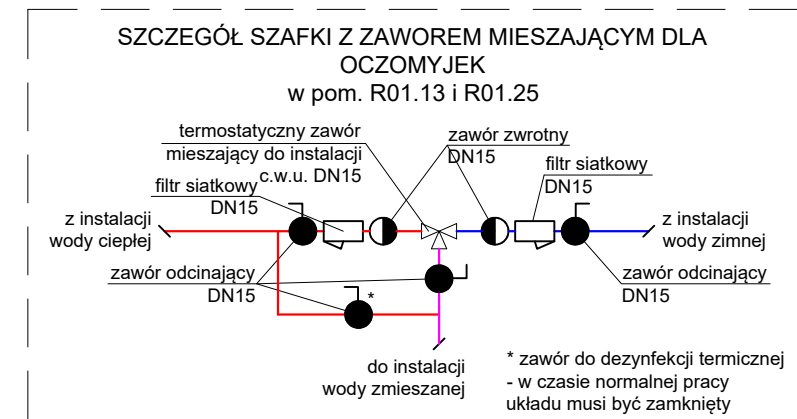 SZCZEGÓŁ SZAFKI Z ZAWOREM MIESZAJĄCYM DLA
OCZOMYJEK
w pom. R01.13 i R01.25
termostatyczny zawór
mieszający do instalacji
c.w.u. DN15
zawór zwrotny
DN15
filtr siatkowy
DN15
filtr siatkowy
DN15
z instalacji
wody ciepłej
z instalacji
wody zimnej
zawór odcinający
DN15
zawór odcinający
DN15
*
do instalacji
wody zmieszanej
* zawór do dezynfekcji termicznej
- w czasie normalnej pracy
układu musi być zamknięty